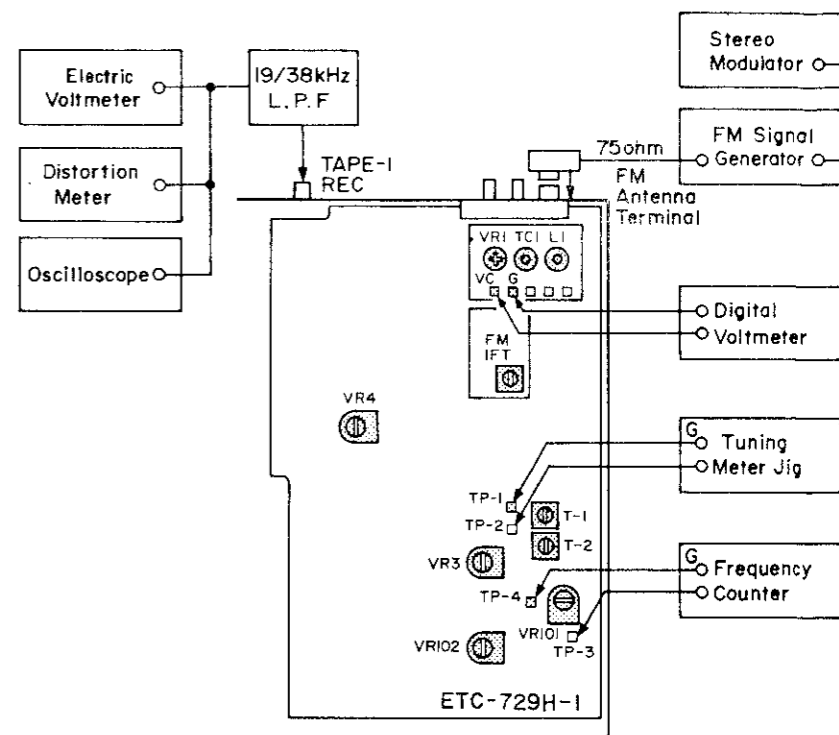 Electric
Voltmeter
19/38kHz
L.P.F
Stereo
Modulator
Distortion
Meter
TAPE-1
REC
75ohm
FM
Antenna
Terminal
FM Signal
Generator
Oscilloscope
VR1 TC1 L1
VC G
Digital
Voltmeter
FM
IFT
VR4
G
Tuning
Meter Jig
TP-1
TP-2
T-1
T-2
VR3
G
Frequency
Counter
TP-4
VR101
TP-3
VR102
ETC-729H-1